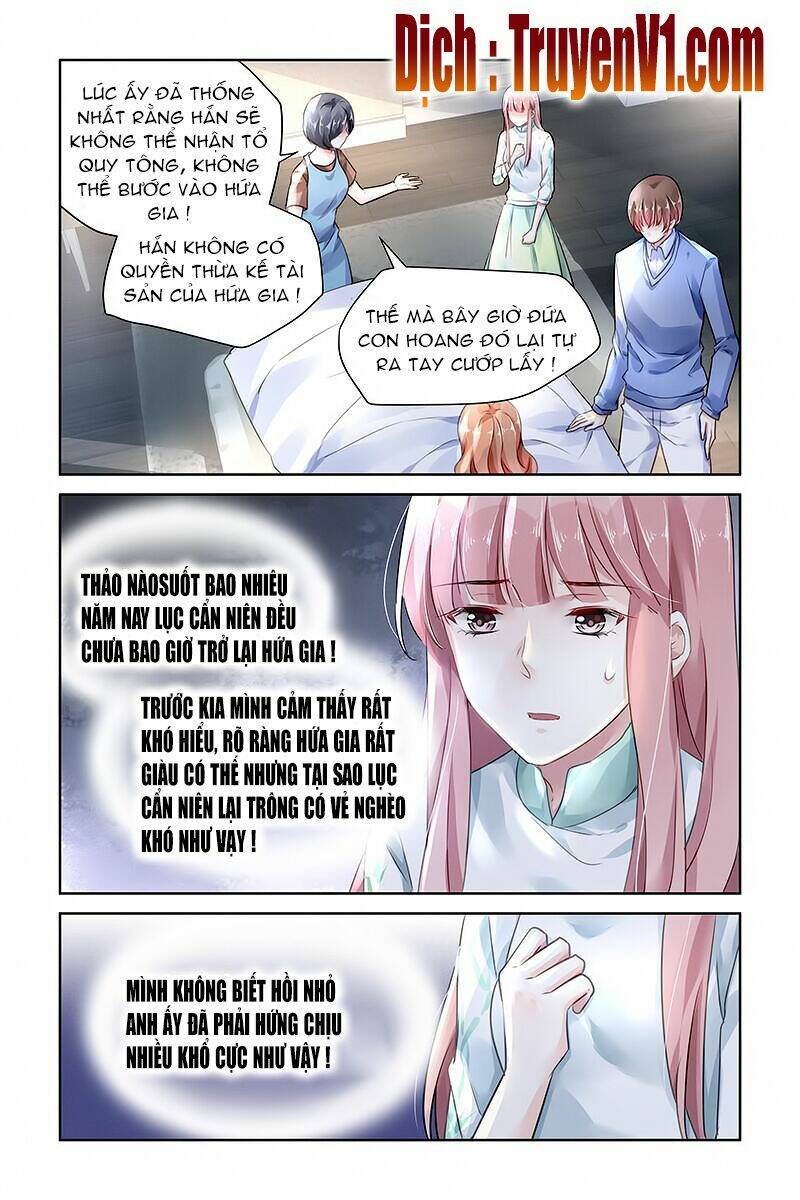 Dịch : TruyenV1.com
LÚC ẤY ĐÃ THỐNG
NHẤT RẰNG HẮN SẼ
KHÔNG THỂ NHẬN TỔ
QUY TÔNG, KHÔNG
THỂ BƯỚC VÀO HỨA
GIA !
HẮN KHÔNG CÓ
QUYỀN THỪA KẾ TÀI
SẢN CỦA HỨA GIA !
THẾ MÀ BÂY GIỜ ĐỨA
CON HOANG ĐÓ LẠI TỰ
RA TAY CƯỚP LẤY !
THẢO NÀOSUỐT BAO NHIÊU
NĂM NAY LỤC CẨN NIÊN ĐỀU
CHƯA BAO GIỜ TRỞ LẠI HỨA GIA !
TRƯỚC KIA MÌNH CẢM THẤY RẤT
KHÓ HIỂU, RÕ RÀNG HỨA GIA RẤT
GIÀU CÓ THẾ NHƯNG TẠI SAO LỤC
CẨN NIÊN LẠI TRÔNG CÓ VẺ NGHÈO
KHÓ NHƯ VẬY !
MÌNH KHÔNG BIẾT HỒI NHỎ
ANH ẤY ĐÃ PHẢI HỨNG CHỊU
NHIỀU KHỔ CỰC NHƯ VẬY !